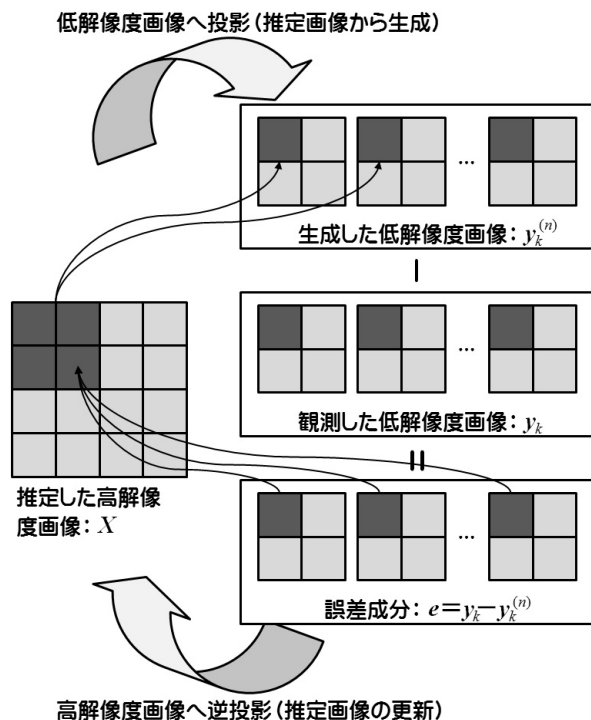 低解像度画像へ投影(推定画像から生成)
...
生成した低解像度画像: y_k^(n)
...
観測した低解像度画像: y_k
推定した高解像
度画像: X
...
誤差成分: e=y_k−y_k^(n)
高解像度画像へ逆投影(推定画像の更新)